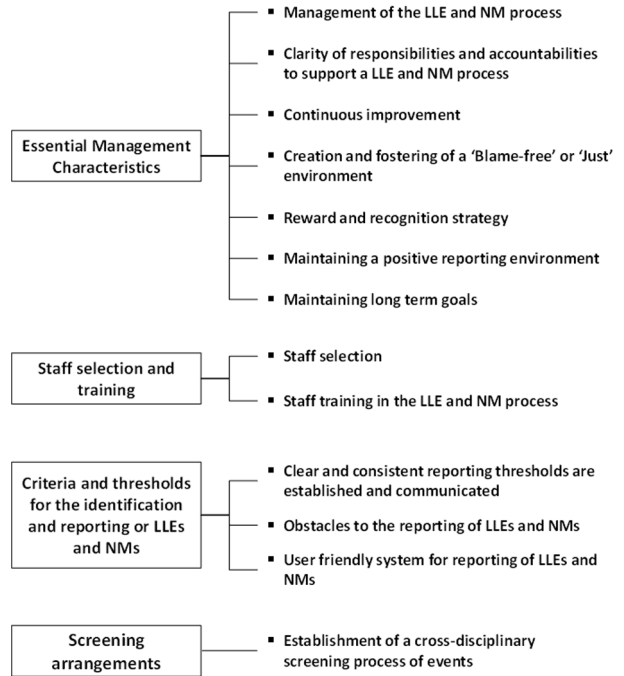 Essential Management
Characteristics
▪ Management of the LLE and NM process
▪ Clarity of responsibilities and accountabilities
to support a LLE and NM process
▪ Continuous improvement
▪ Creation and fostering of a ‘Blame-free’ or ‘Just’
environment
▪ Reward and recognition strategy
▪ Maintaining a positive reporting environment
▪ Maintaining long term goals
Staff selection and
training
▪ Staff selection
▪ Staff training in the LLE and NM process
Criteria and thresholds
for the identification
and reporting or LLEs
and NMs
▪ Clear and consistent reporting thresholds are
established and communicated
▪ Obstacles to the reporting of LLEs and NMs
▪ User friendly system for reporting of LLEs and
NMs
Screening
arrangements
▪ Establishment of a cross-disciplinary
screening process of events